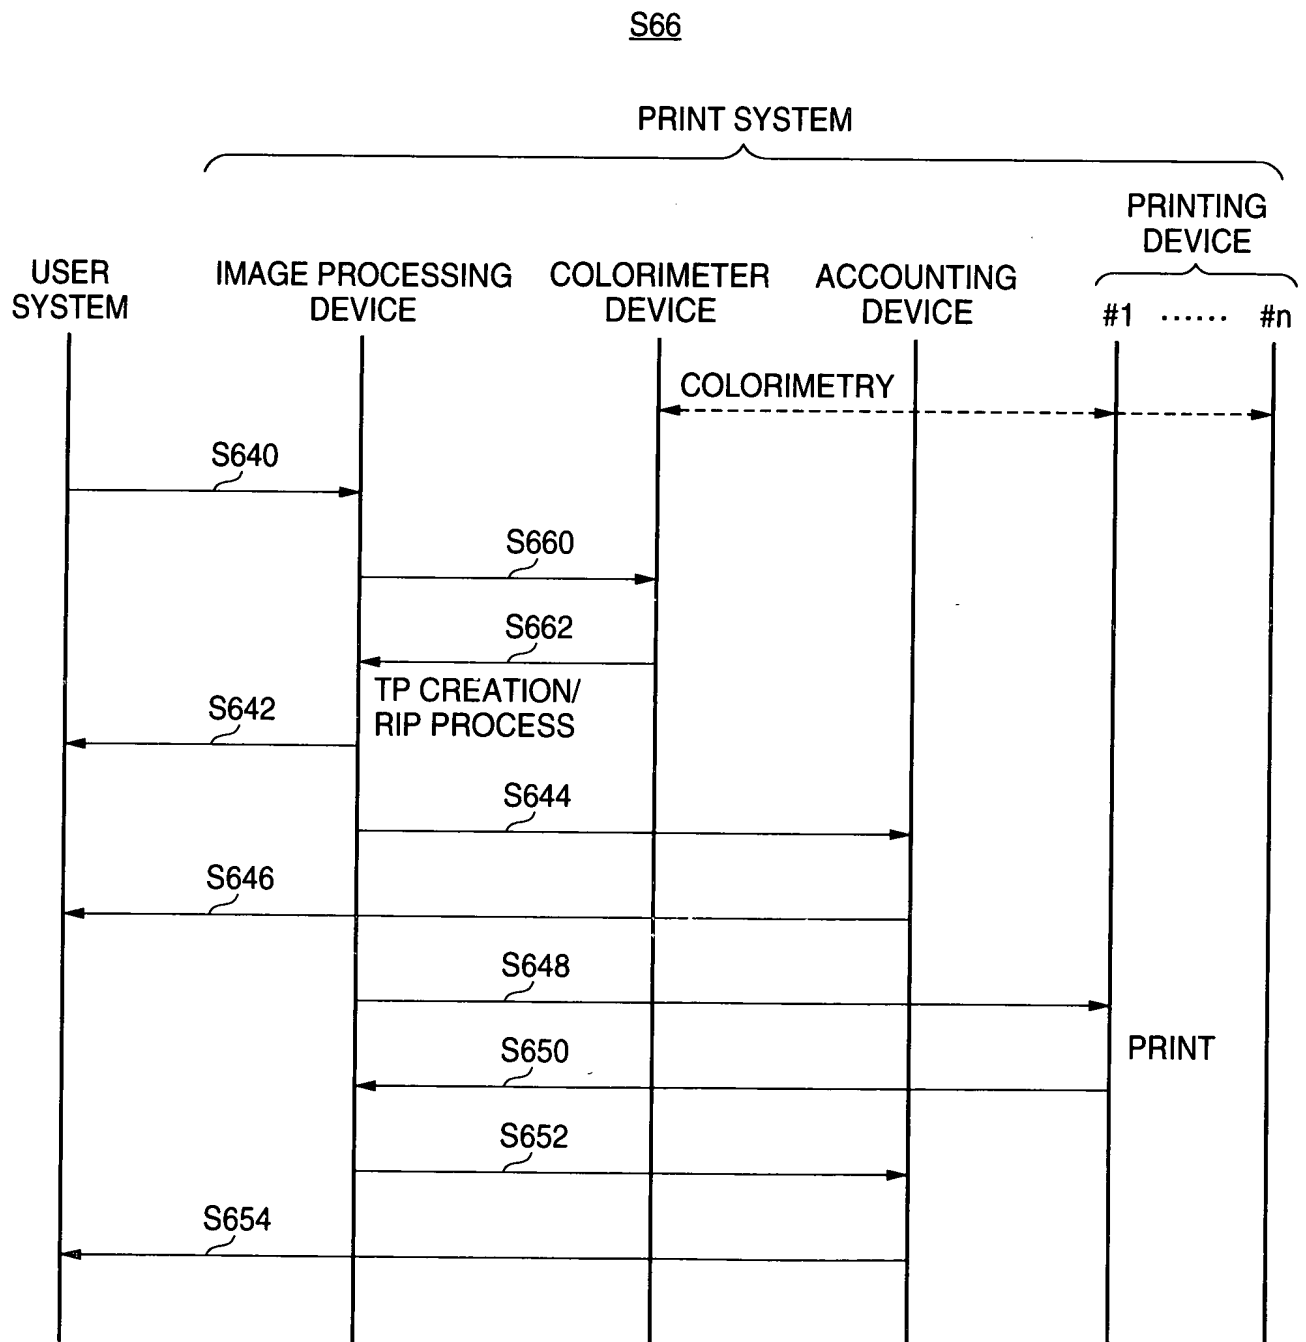 S66
PRINT SYSTEM
PRINTING
DEVICE
USER
SYSTEM
IMAGE PROCESSING
DEVICE
COLORIMETER
DEVICE
ACCOUNTING
DEVICE
#1 ······ #n
COLORIMETRY
S640
S660
S662
TP CREATION/
RIP PROCESS
S642
S644
S646
S648
PRINT
S650
S652
S654